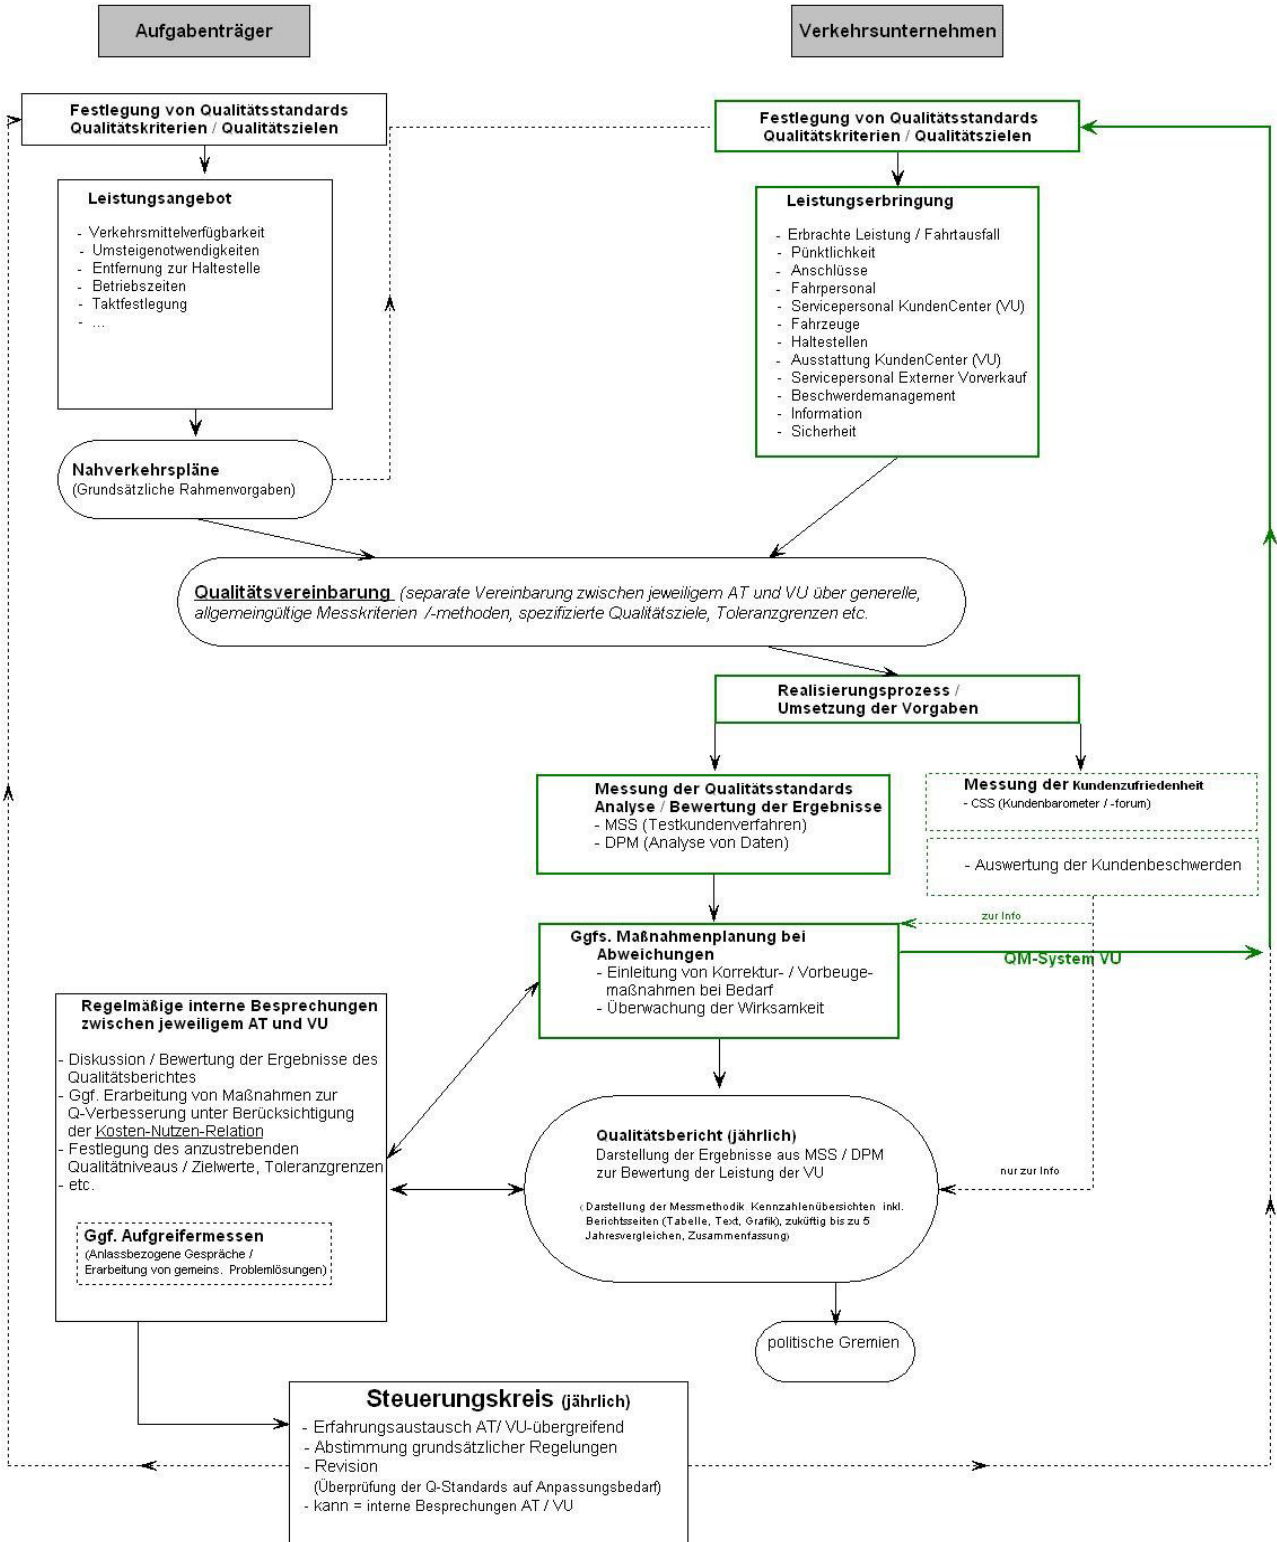 Aufgabenträger
Verkehrsunternehmen
Festlegung von Qualitätsstandards
Qualitätskriterien / Qualitätszielen
Festlegung von Qualitätsstandards
Qualitätskriterien / Qualitätszielen
Leistungsangebot
- Verkehrsmittelverfügbarkeit
- Umsteigenotwendigkeiten
- Entfernung zur Haltestelle
- Betriebszeiten
- Taktfestlegung
- ...
Leistungserbringung
- Erbrachte Leistung / Fahrtausfall
- Pünktlichkeit
- Anschlüsse
- Fahrpersonal
- Servicepersonal KundenCenter (VU)
- Fahrzeuge
- Haltestellen
- Ausstattung KundenCenter (VU)
- Servicepersonal Externer Vorverkauf
- Beschwerdemanagement
- Information
- Sicherheit
Nahverkehrspläne
(Grundsätzliche Rahmenvorgaben)
Qualitätsvereinbarung (separate Vereinbarung zwischen jeweiligem AT und VU über generelle,
allgemeingültige Messkriterien /-methoden, spezifizierte Qualitätsziele, Toleranzgrenzen etc.
Realisierungsprozess /
Umsetzung der Vorgaben
Messung der Qualitätsstandards
Analyse / Bewertung der Ergebnisse
- MSS (Testkundenverfahren)
- DPM (Analyse von Daten)
Messung der Kundenzufriedenheit
- CSS (Kundenbarometer / -forum)
- Auswertung der Kundenbeschwerden
zur Info
Ggfs. Maßnahmenplanung bei
Abweichungen
- Einleitung von Korrektur- / Vorbeuge-
maßnahmen bei Bedarf
- Überwachung der Wirksamkeit
QM-System VU
Regelmäßige interne Besprechungen
zwischen jeweiligem AT und VU
- Diskussion / Bewertung der Ergebnisse des
Qualitätsberichtes
- Ggf. Erarbeitung von Maßnahmen zur
Q-Verbesserung unter Berücksichtigung
der Kosten-Nutzen-Relation
- Festlegung des anzustrebenden
Qualitätniveaus / Zielwerte, Toleranzgrenzen
- etc.
Ggf. Aufgreifermessen
(Anlassbezogene Gespräche /
Erarbeitung von gemeins. Problemlösungen)
Qualitätsbericht (jährlich)
Darstellung der Ergebnisse aus MSS / DPM
zur Bewertung der Leistung der VU
(Darstellung der Messmethodik Kennzahlenübersichten inkl.
Berichtsseiten (Tabelle, Text, Grafik), zuküftig bis zu 5
Jahresvergleichen, Zusammenfassung)
nur zur Info
politische Gremien
Steuerungskreis (jährlich)
- Erfahrungsaustausch AT/ VU-übergreifend
- Abstimmung grundsätzlicher Regelungen
- Revision
(Überprüfung der Q-Standards auf Anpassungsbedarf)
- kann = interne Besprechungen AT / VU